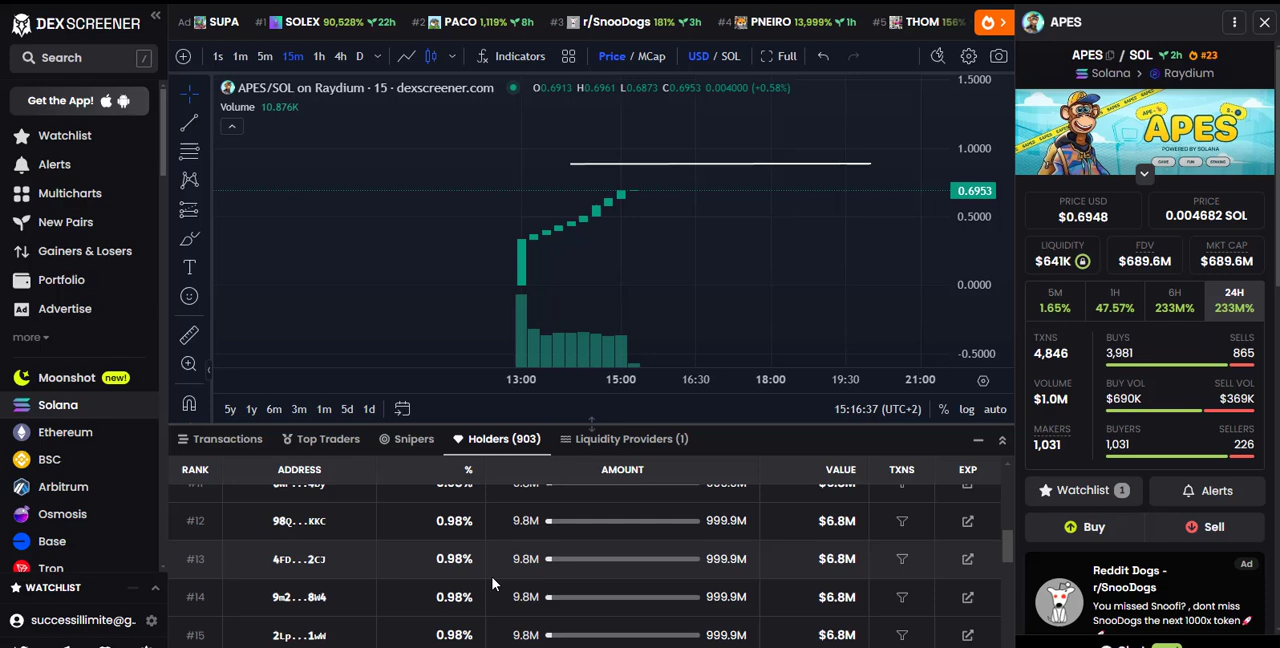 DEX SCREENER
Ad SUPA #1 SOLEX 90,528% 22h #2 PACO 1,119% 8h #3 r/SnooDogs 181% 3h #4 PNEIRO 13,999% 1h #5 THOM 156%
APES
Search /
1s 1m 5m 15m 1h 4h D Indicators Price / MCap USD / SOL Full
APES / SOL 2h #23
Solana > Raydium
Get the App!
APES/SOL on Raydium · 15 · dexscreener.com O0.6913 H0.6961 L0.6873 C0.6953 0.004000 (+0.58%)
Volume 10.876K
Watchlist
Alerts
Multicharts
New Pairs
Gainers & Losers
Portfolio
Ad Advertise
more
Moonshot new!
Solana
Ethereum
BSC
Arbitrum
Osmosis
Base
Tron
WATCHLIST
successillimite@g..
1.5000
1.0000
0.6953
0.5000
0.0000
-0.5000
13:00 15:00 16:30 18:00 19:30 21:00
5y 1y 6m 3m 1m 5d 1d 15:16:37 (UTC+2) % log auto
Transactions Top Traders Snipers Holders (903) Liquidity Providers (1)
RANK ADDRESS % AMOUNT VALUE TXNS EXP
#12 98Q...KKC 0.98% 9.8M 999.9M $6.8M
#13 4FD...2CJ 0.98% 9.8M 999.9M $6.8M
#14 9m2...8W4 0.98% 9.8M 999.9M $6.8M
#15 2Lp...1wW 0.98% 9.8M 999.9M $6.8M
APES
POWERED BY SOLANA
PRICE USD PRICE
$0.6948 0.004682 SOL
LIQUIDITY FDV MKT CAP
$641K $689.6M $689.6M
5M 1H 6H 24H
1.65% 47.57% 233M% 233M%
TXNS BUYS SELLS
4,846 3,981 865
VOLUME BUY VOL SELL VOL
$1.0M $690K $369K
MAKERS BUYERS SELLERS
1,031 1,031 226
Watchlist 1 Alerts
Buy Sell
Ad
Reddit Dogs -
r/SnooDogs
You missed Snoofi? , dont miss
SnooDogs the next 1000x token